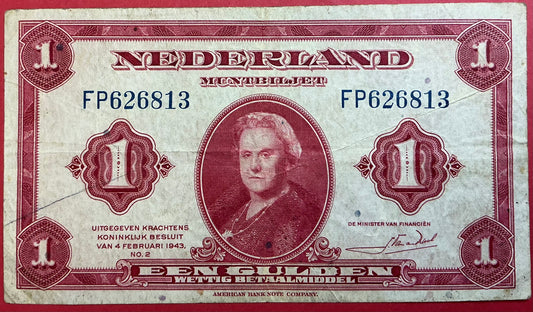 1 1
NEDERLAND
MUNTBILJET
FP626813 FP626813
1 1
UITGEGEVEN KRACHTENS
KONINKLIJK BESLUIT
VAN 4 FEBRUARI 1943,
NO. 2
DE MINISTER VAN FINANCIËN
1 1
EEN GULDEN
WETTIG BETAALMIDDEL
AMERICAN BANK NOTE COMPANY.